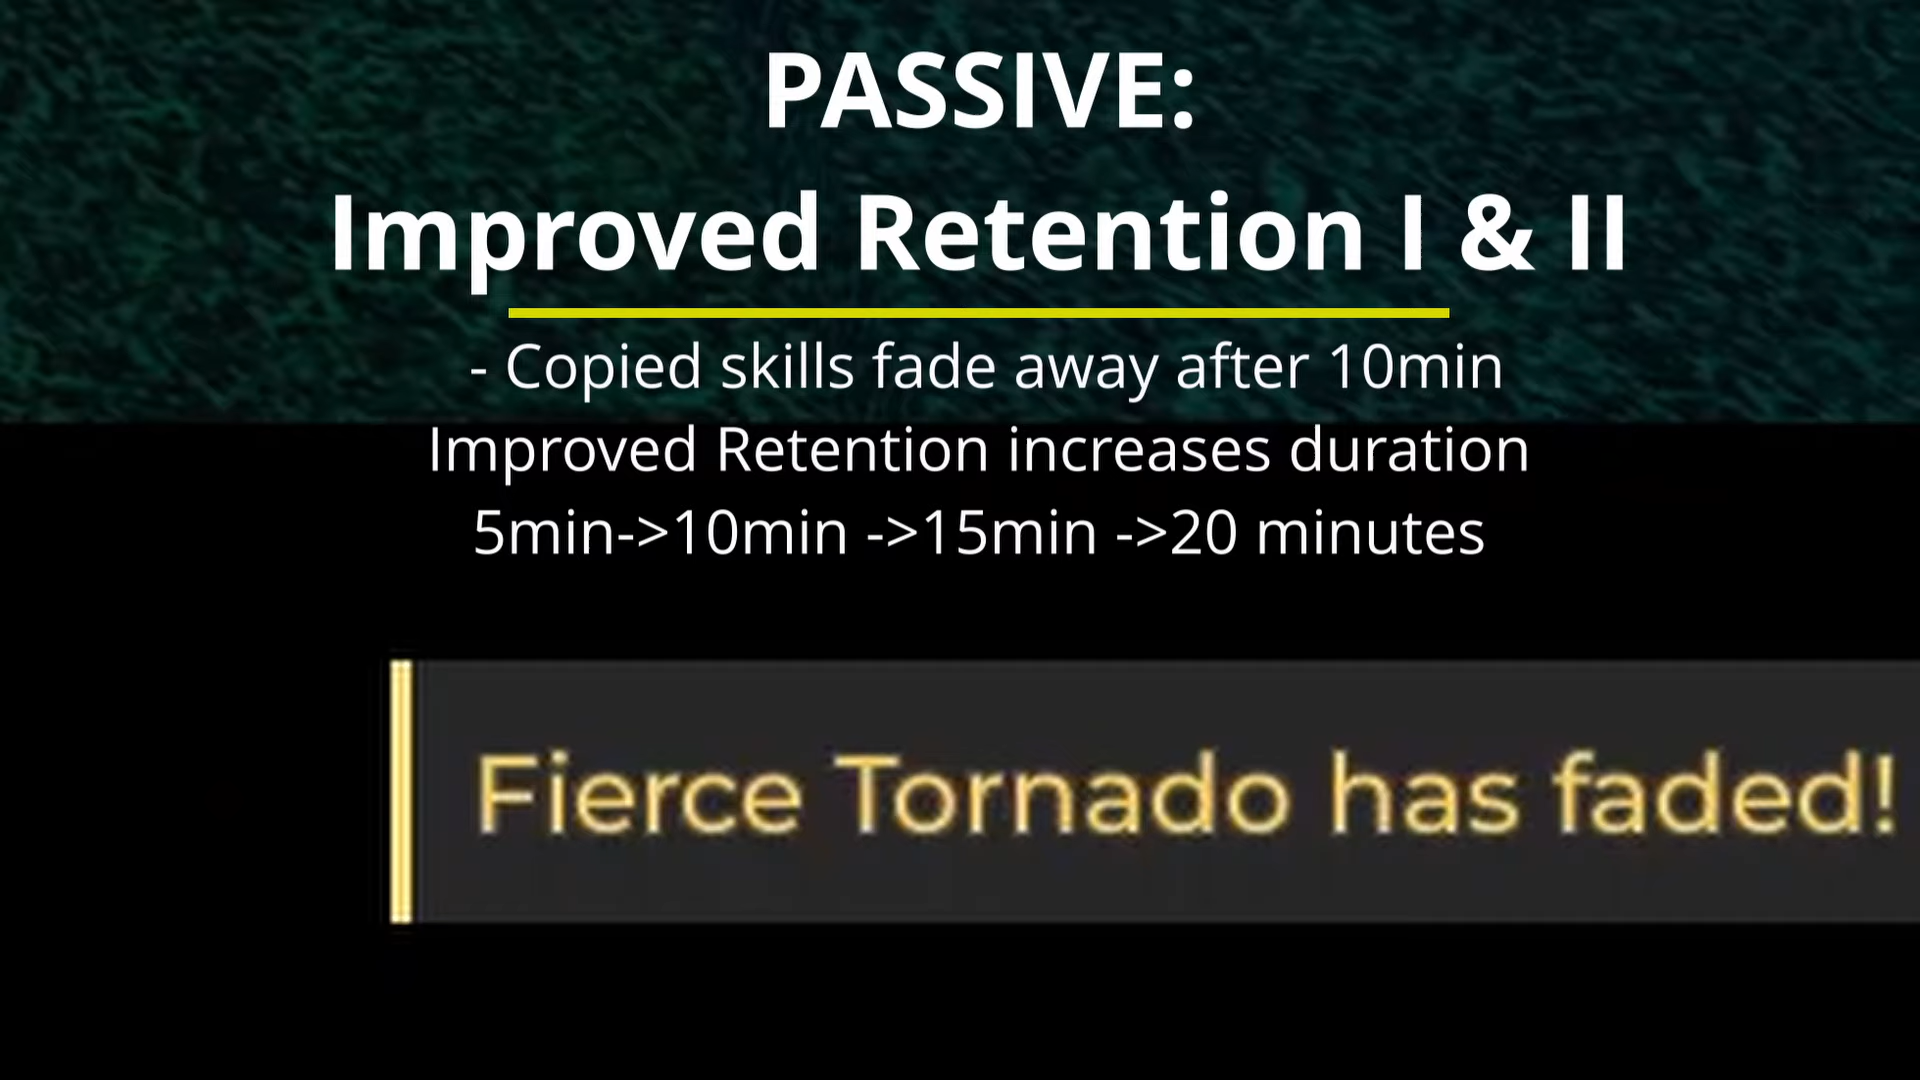 PASSIVE:
Improved Retention I & II
- Copied skills fade away after 10min
Improved Retention increases duration
5min->10min ->15min ->20 minutes
Fierce Tornado has faded!